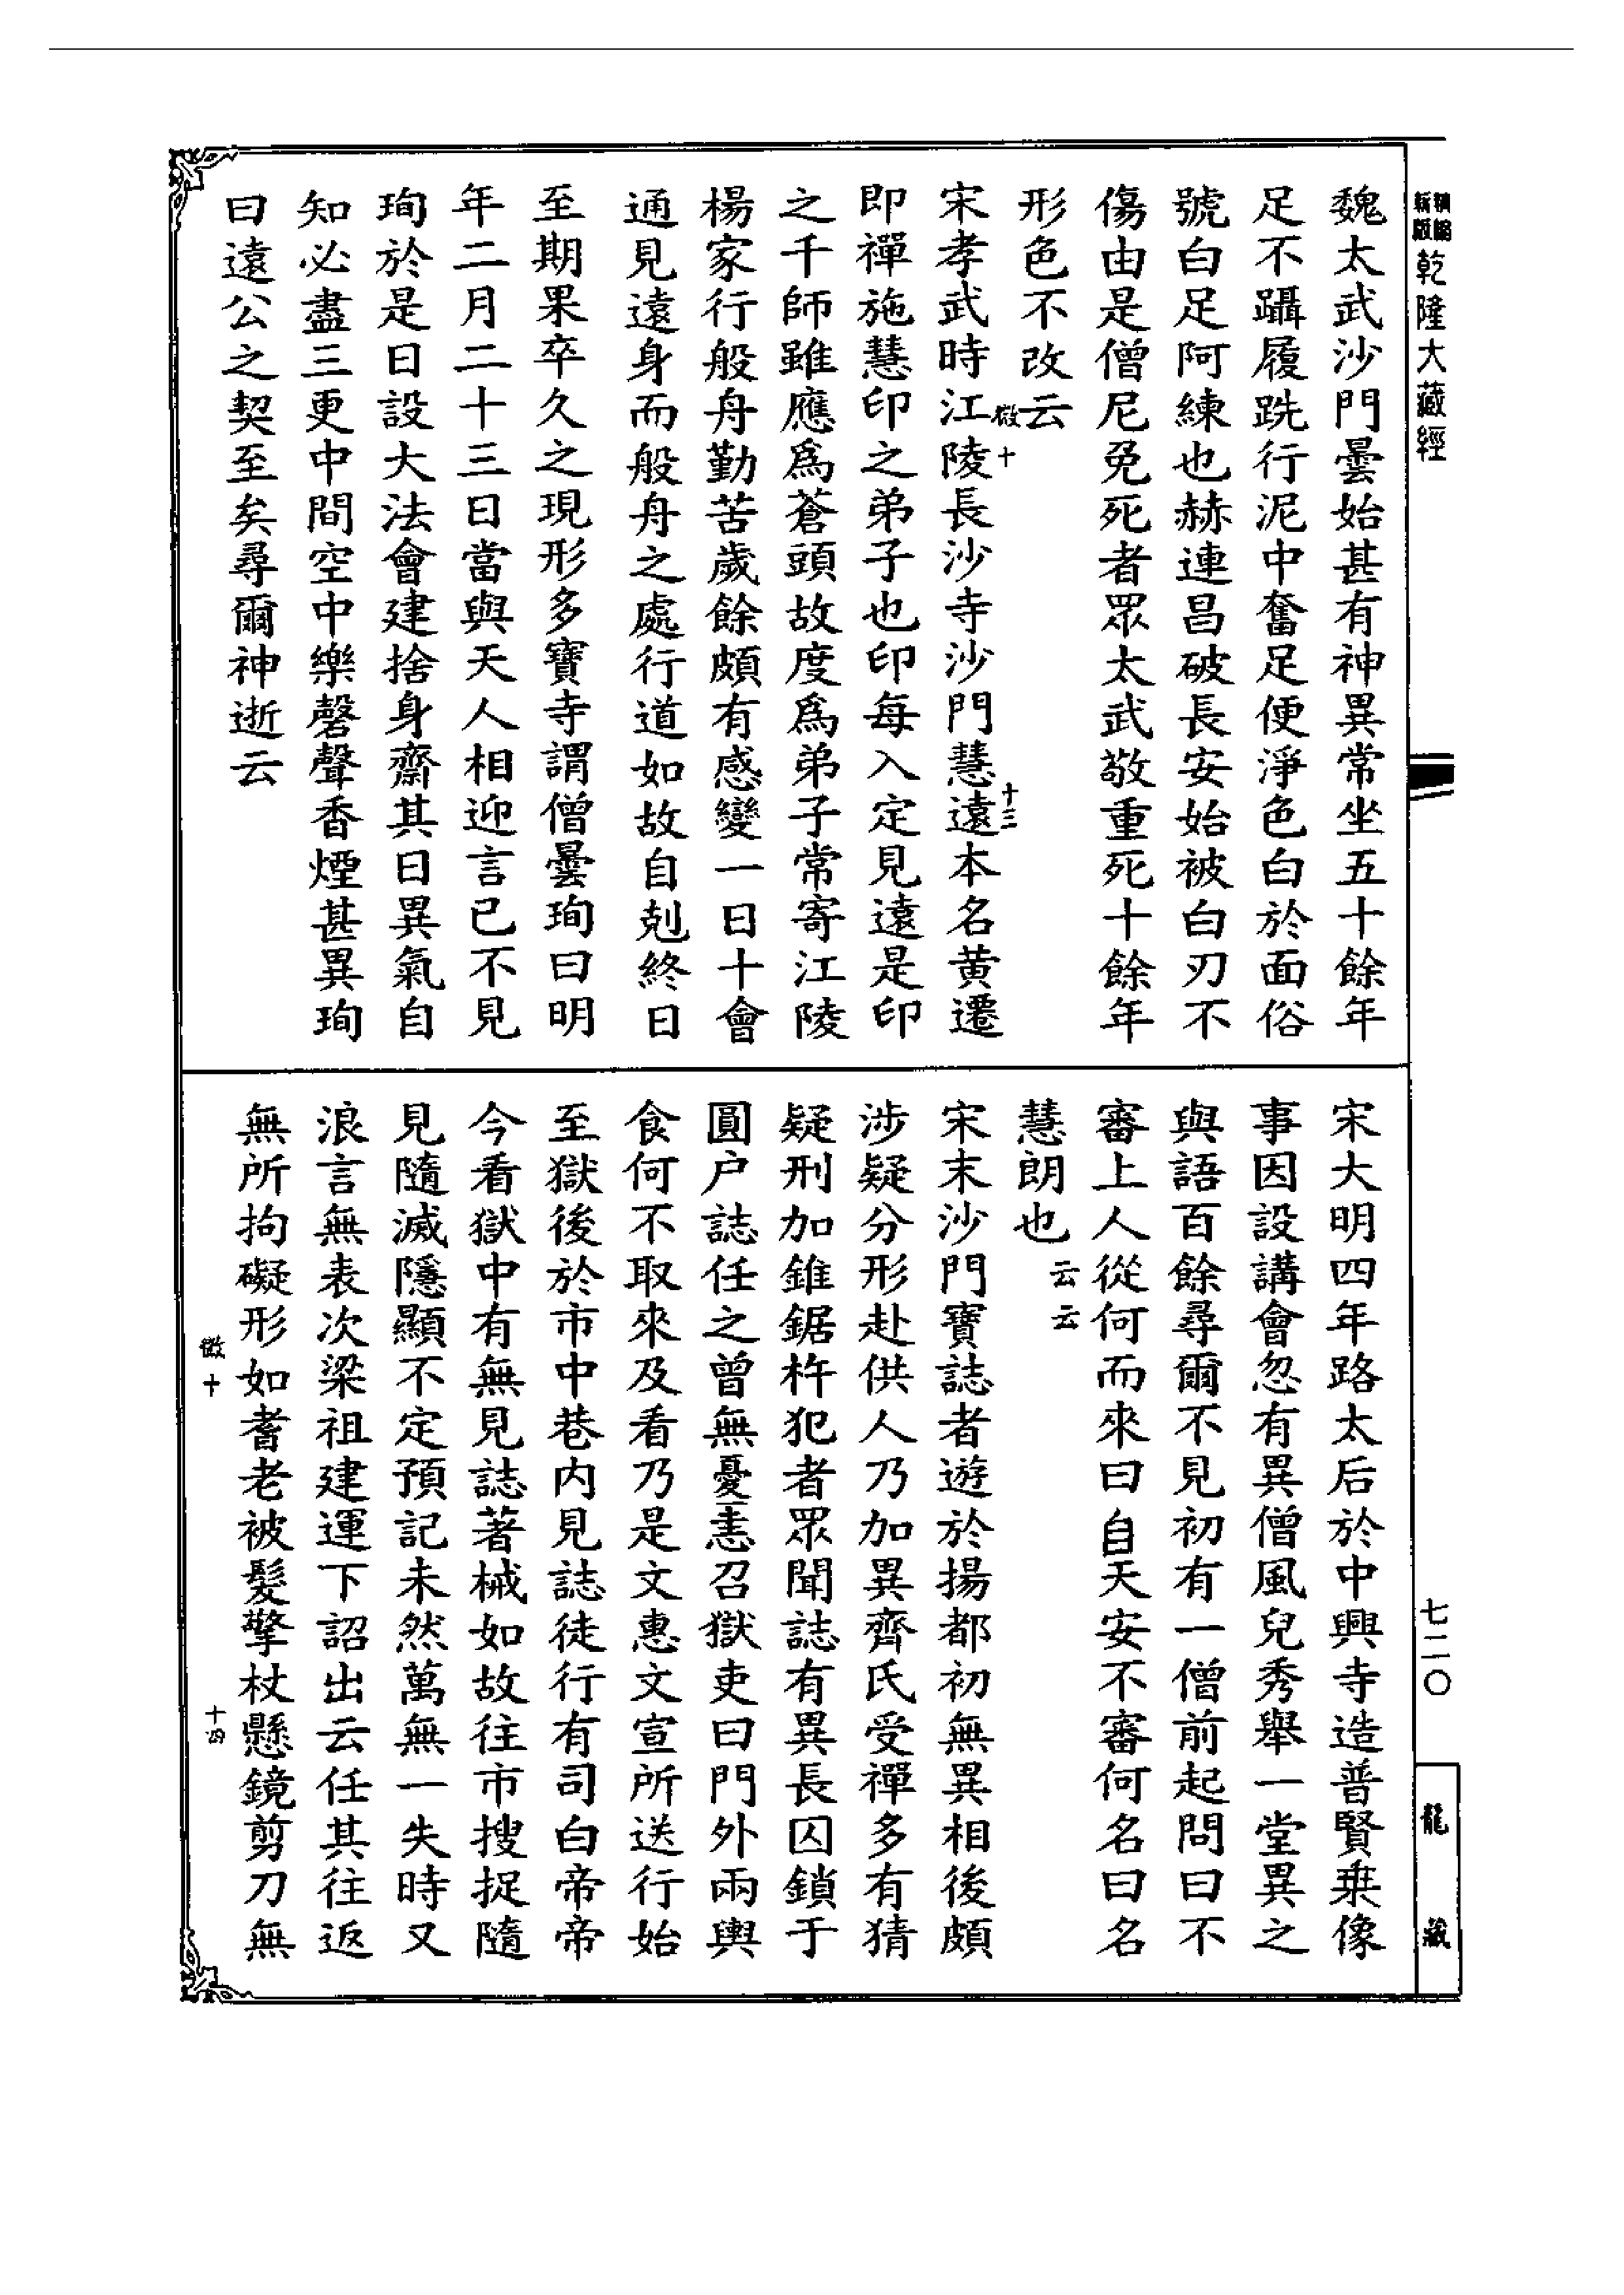 精編
新版
乾隆大藏經
魏太武沙門曇始甚有神異常坐五十餘年
足不躡履跣行泥中奮足便淨色白於面俗
號白足阿練也赫連昌破長安始被白刃不
傷由是僧尼免死者眾太武敬重死十餘年
形色不改云
微十
十三
宋孝武時江陵長沙寺沙門慧遠本名黄遷
即禪施慧印之弟子也印每入定見遠是印
之千師雖應爲蒼頭故度爲弟子常寄江陵
楊家行般舟勤苦歲餘頗有感變一日十會
通見遠身而般舟之處行道如故自剋終日
至期果卒久之現形多寶寺謂僧曇珣曰明
年二月二十三日當與天人相迎言已不見
珣於是日設大法會建捨身齋其日異氣自
知必盡三更中間空中樂磬聲香煙甚異珣
曰遠公之契至矣尋爾神逝云
宋大明四年路太后於中興寺造普賢乗像
事因設講會忽有異僧風皃秀舉一堂異之
與語百餘尋爾不見初有一僧前起問曰不
審上人從何而來曰自天安不審何名曰名
慧朗也云云
宋末沙門寶誌者遊於揚都初無異相後頗
涉疑分形赴供人乃加異齊氏受禪多有猜
疑刑加錐鋸杵犯者眾聞誌有異長囚鎖于
圓户誌任之曾無憂恚召獄吏曰門外兩輿
食何不取來及看乃是文惠文宣所送行始
至獄後於市中巷内見誌徒行有司白帝帝
今看獄中有無見誌著械如故往市搜捉隨
見隨滅隱顯不定預記未然萬無一失時又
浪言無表次梁祖建運下詔出云任其往返
無所拘礙形如耆老被髮擎杖懸鏡剪刀無
微十
十四
七二〇
龍藏